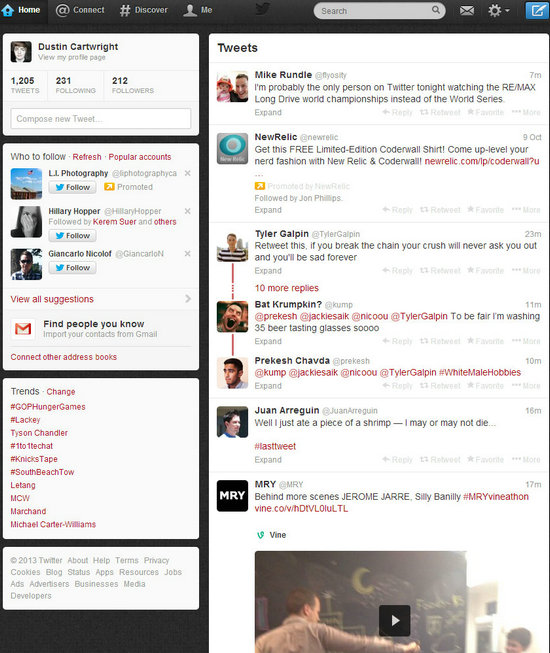 Home @ Connect # Discover Me Search
Dustin Cartwright
View my profile page
1,205 231 212
TWEETS FOLLOWING FOLLOWERS
Compose new Tweet...
Who to follow · Refresh · Popular accounts
L.I. Photography @liphotographyca ×
Follow Promoted
Hillary Hopper @HillaryHopper ×
Followed by Kerem Suer and others
Follow
Giancarlo Nicolof @GiancarloN ×
Follow
View all suggestions
Find people you know
Import your contacts from Gmail
Connect other address books
Trends · Change
#GOPHungerGames
#Lackey
Tyson Chandler
#1to1techat
#KnicksTape
#SouthBeachTow
Letang
MCW
Marchand
Michael Carter-Williams
© 2013 Twitter About Help Terms Privacy
Cookies Blog Status Apps Resources Jobs
Ads Advertisers Businesses Media
Developers
Tweets
Mike Rundle @flyosity 7m
I'm probably the only person on Twitter tonight watching the RE/MAX
Long Drive world championships instead of the World Series.
Expand Reply Retweet Favorite ••• More
New Relic
NewRelic @newrelic 9 Oct
Get this FREE Limited-Edition Coderwall Shirt! Come up-level your
nerd fashion with New Relic & Coderwall! newrelic.com/lp/coderwall?u
...
Promoted by NewRelic
Followed by Jon Phillips.
Expand Reply Retweet Favorite ••• More
Tyler Galpin @TylerGalpin 23m
Retweet this, if you break the chain your crush will never ask you out
and you'll be sad forever
Expand Reply Retweet Favorite ••• More
10 more replies
Bat Krumpkin? @kump 11m
@prekesh @jackiesaik @nicoou @TylerGalpin To be fair I'm washing
35 beer tasting glasses soooo
Expand Reply Retweet Favorite ••• More
Prekesh Chavda @prekesh 10m
@kump @jackiesaik @nicoou @TylerGalpin #WhiteMaleHobbies
Expand Reply Retweet Favorite ••• More
Juan Arreguin @JuanArreguin 16m
Well I just ate a piece of a shrimp — I may or may not die...
#lasttweet
Expand Reply Retweet Favorite ••• More
MRY
MRY @MRY 17m
Behind more scenes JEROME JARRE, Silly Banilly #MRYvineathon
vine.co/v/hDtVL0luLTL
Vine